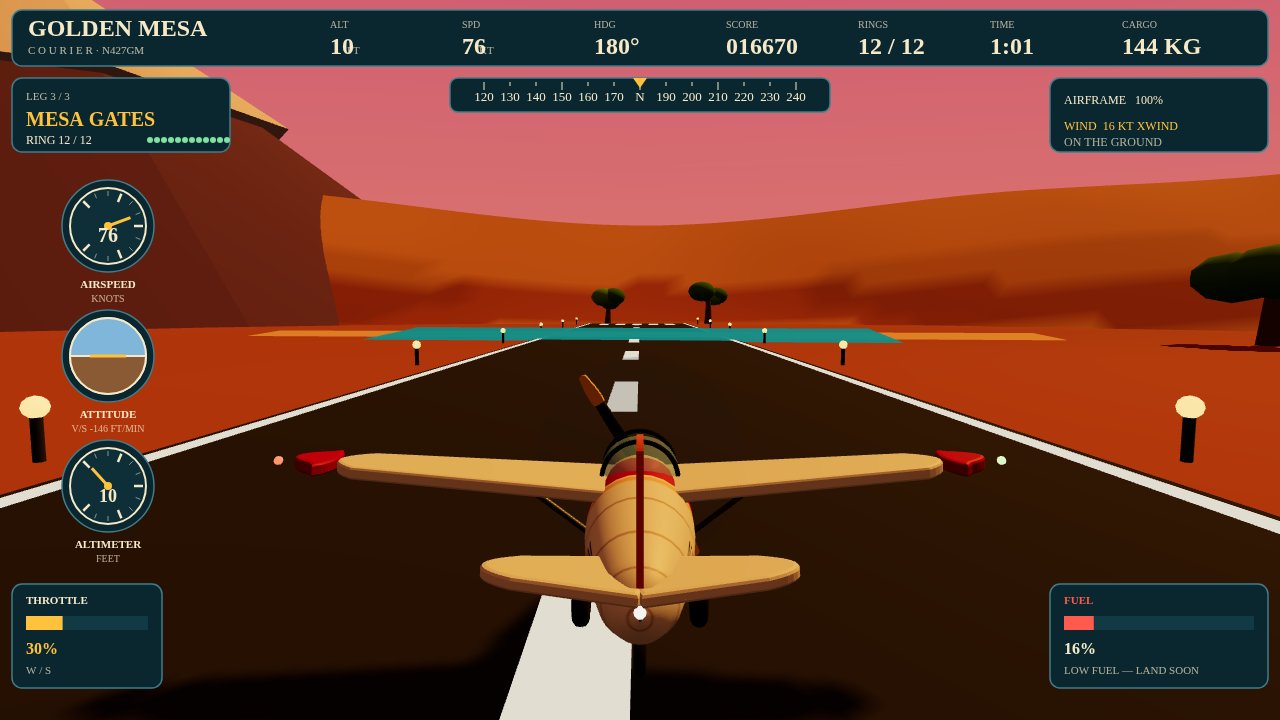 GOLDEN MESA
COURIER · N427GM
ALT
10 FT
SPD
76 KT
HDG
180°
SCORE
016670
RINGS
12 / 12
TIME
1:01
CARGO
144 KG
LEG 3 / 3
MESA GATES
RING 12 / 12
120 130 140 150 160 170 N 190 200 210 220 230 240
AIRFRAME 100%
WIND 16 KT XWIND
ON THE GROUND
76
AIRSPEED
KNOTS
ATTITUDE
V/S -146 FT/MIN
10
ALTIMETER
FEET
THROTTLE
30%
W / S
FUEL
16%
LOW FUEL — LAND SOON